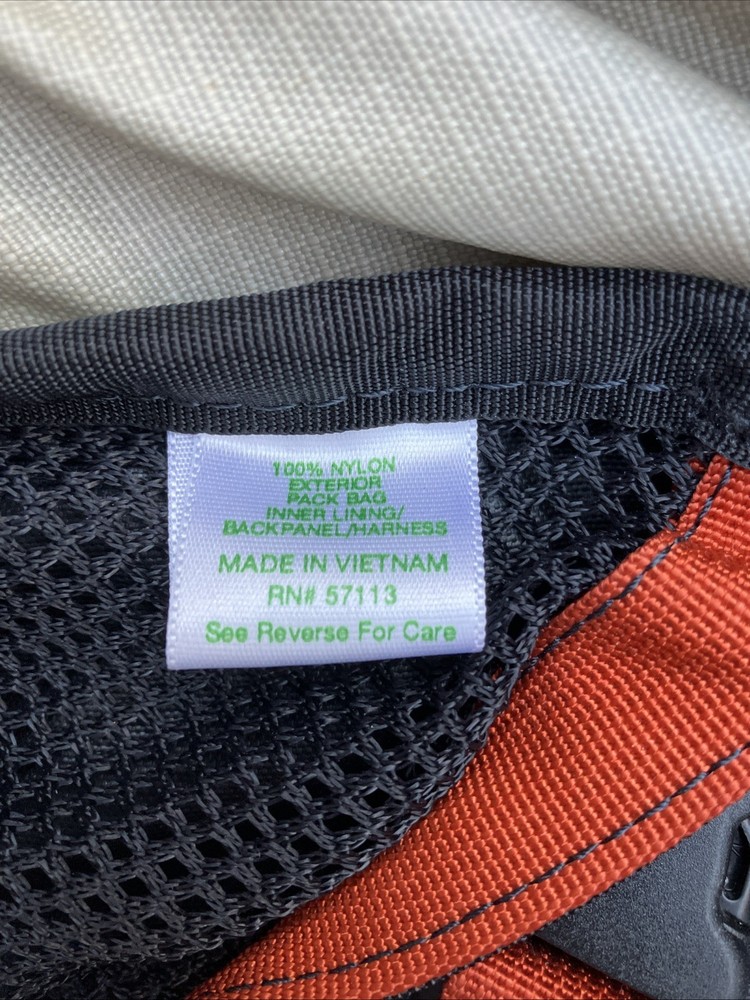 100% NYLON
EXTERIOR
PACK BAG
INNER LINING/
BACKPANEL/HARNESS
MADE IN VIETNAM
RN# 57113
See Reverse For Care